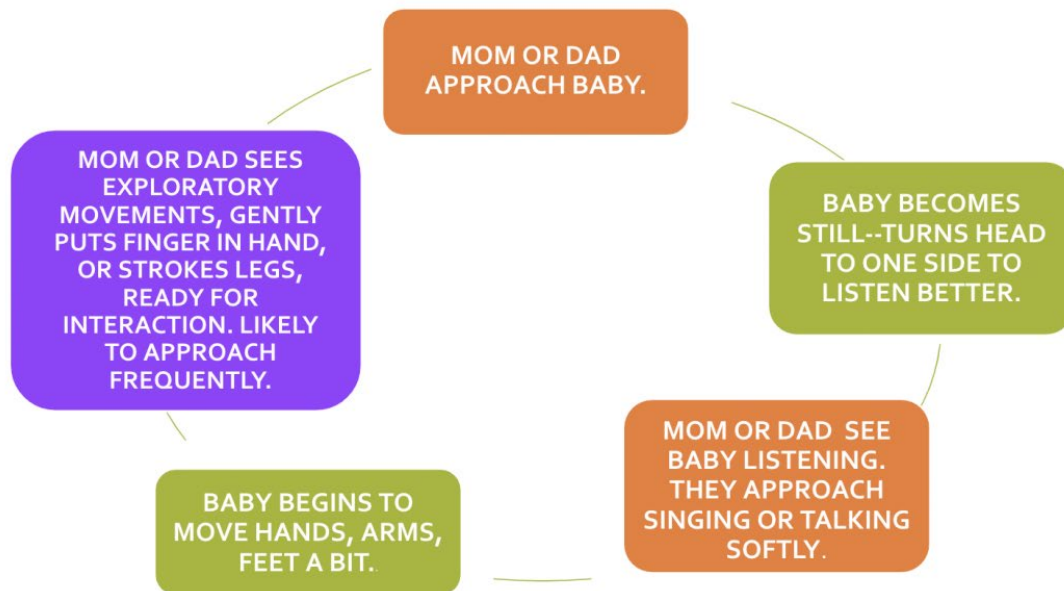 MOM OR DAD
APPROACH BABY.
BABY BECOMES
STILL--TURNS HEAD
TO ONE SIDE TO
LISTEN BETTER.
MOM OR DAD  SEE
BABY LISTENING.
THEY APPROACH
SINGING OR TALKING
SOFTLY.
BABY BEGINS TO
MOVE HANDS, ARMS,
FEET A BIT..
MOM OR DAD SEES
EXPLORATORY
MOVEMENTS, GENTLY
PUTS FINGER IN HAND,
OR STROKES LEGS,
READY FOR
INTERACTION. LIKELY
TO APPROACH
FREQUENTLY.